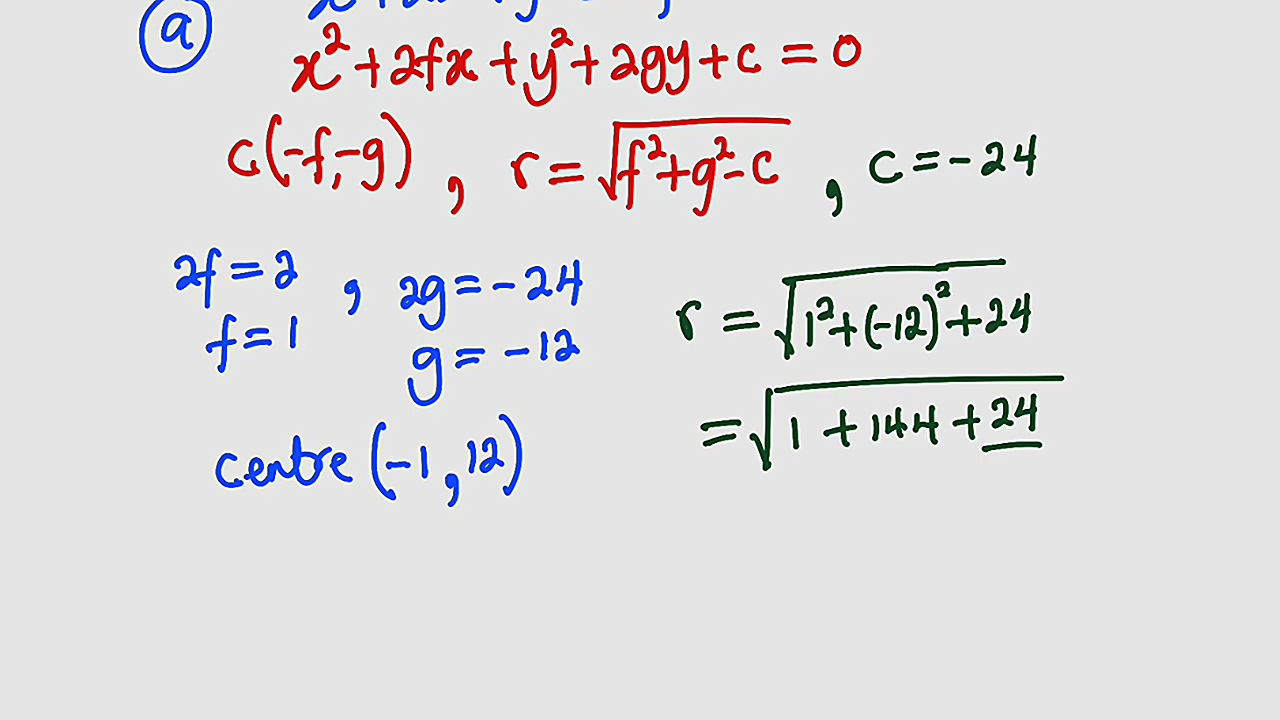 a
x² + 2fx + y² + 2gy + c = 0
c(-f,-g) , r = √f² + g² - c , c = -24
2f = 2 , 2g = -24
f = 1 g = -12
r = √1² + (-12)² + 24
= √1 + 144 + 24
centre (-1, 12)